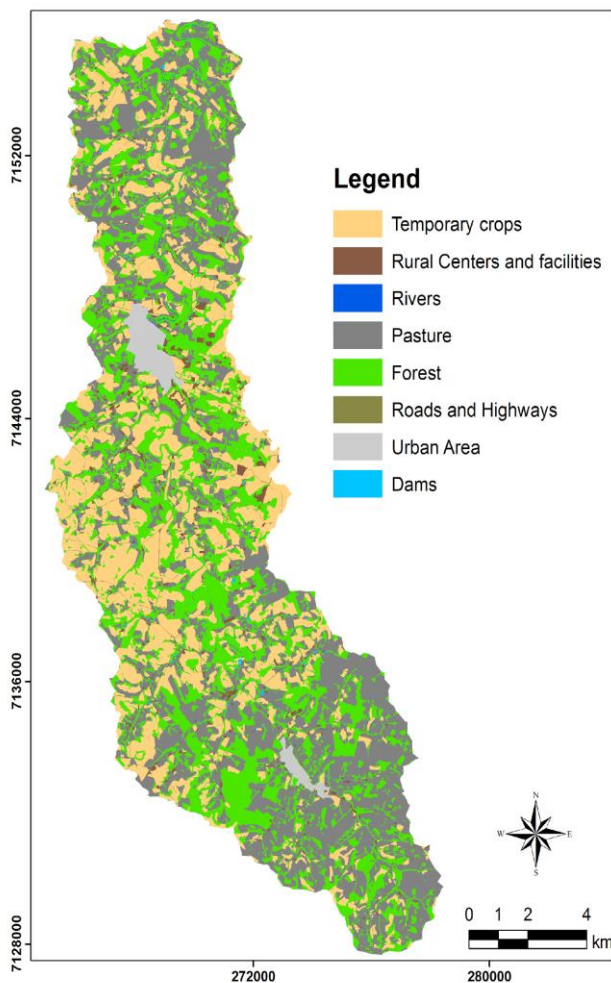 7152000
7144000
7136000
7128000
Legend
Temporary crops
Rural Centers and facilities
Rivers
Pasture
Forest
Roads and Highways
Urban Area
Dams
N
W
E
S
0 1 2 4
km
272000
280000